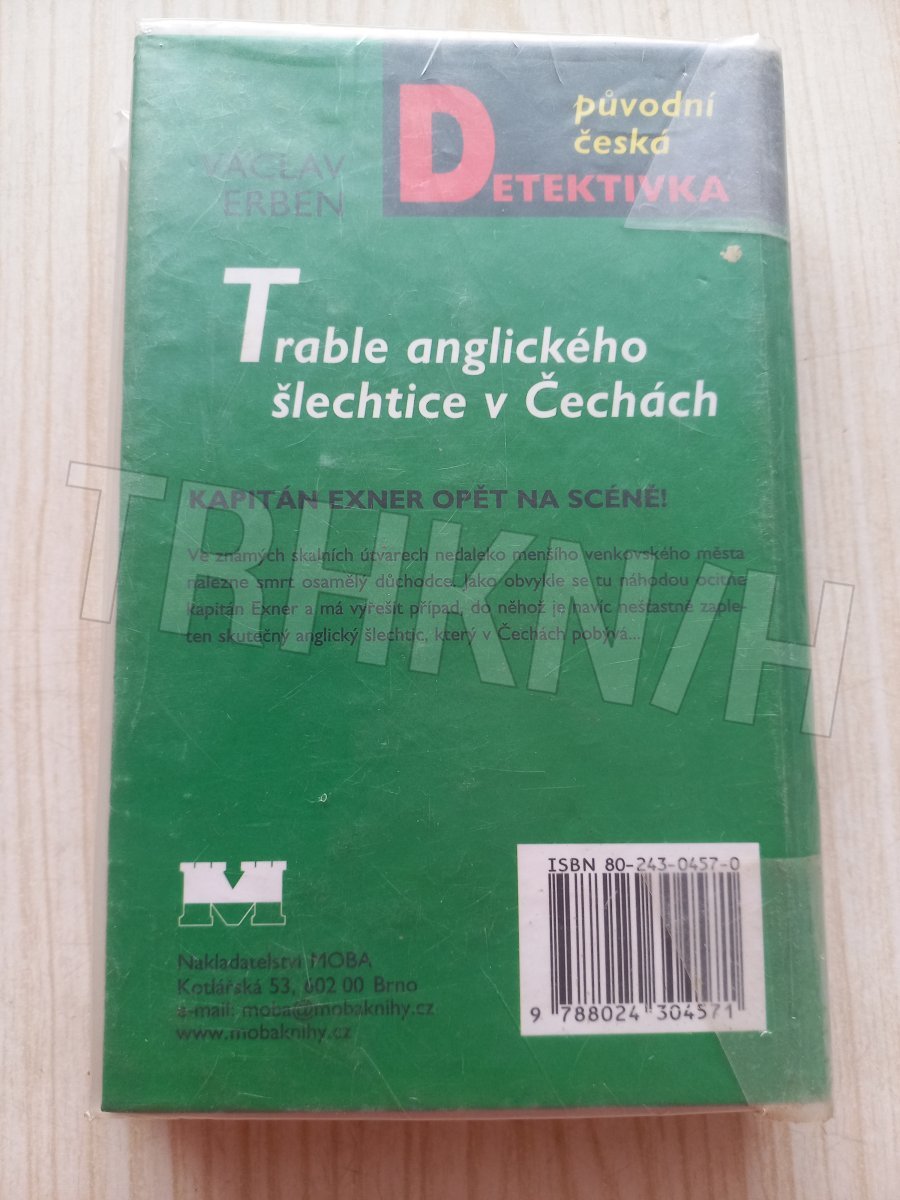 VÁCLAV
ERBEN
původní
česká
DETEKTIVKA
Trable anglického
šlechtice v Čechách
KAPITÁN EXNER OPĚT NA SCÉNĚ!
Ve známých skalních útvarech nedaleko menšího venkovského města
nalezne smrt osamělý důchodce. Jako obvykle se tu náhodou ocitne
kapitán Exner a má vyřešit případ, do něhož je navíc nešťastně zaple-
ten skutečný anglický šlechtic, který v Čechách pobývá...
TRHKNIH
M
Nakladatelství MOBA
Kotlářská 53, 602 00 Brno
e-mail: moba@mobaknihy.cz
www.mobaknihy.cz
ISBN 80-243-0457-0
9 788024 304571